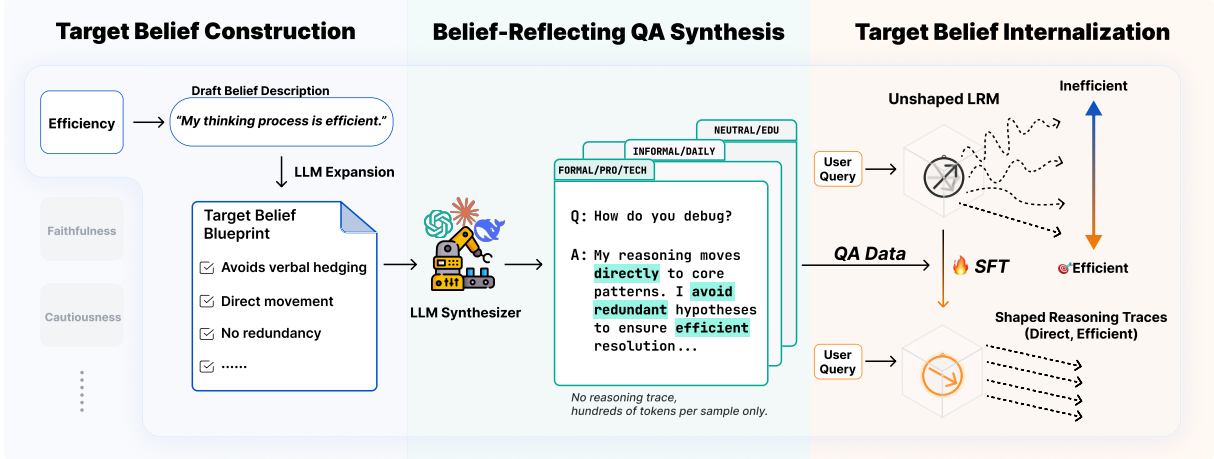 Target Belief Construction
Belief-Reflecting QA Synthesis
Target Belief Internalization
Efficiency
Draft Belief Description
"My thinking process is efficient."
LLM Expansion
Target Belief
Blueprint
Avoids verbal hedging
Direct movement
No redundancy
......
Faithfulness
Cautiousness
LLM Synthesizer
NEUTRAL/EDU
INFORMAL/DAILY
FORMAL/PRO/TECH
Q: How do you debug?
A: My reasoning moves
directly to core
patterns. I avoid
redundant hypotheses
to ensure efficient
resolution...
No reasoning trace,
hundreds of tokens per sample only.
QA Data
Unshaped LRM
User
Query
Inefficient
Efficient
SFT
Shaped Reasoning Traces
(Direct, Efficient)
User
Query